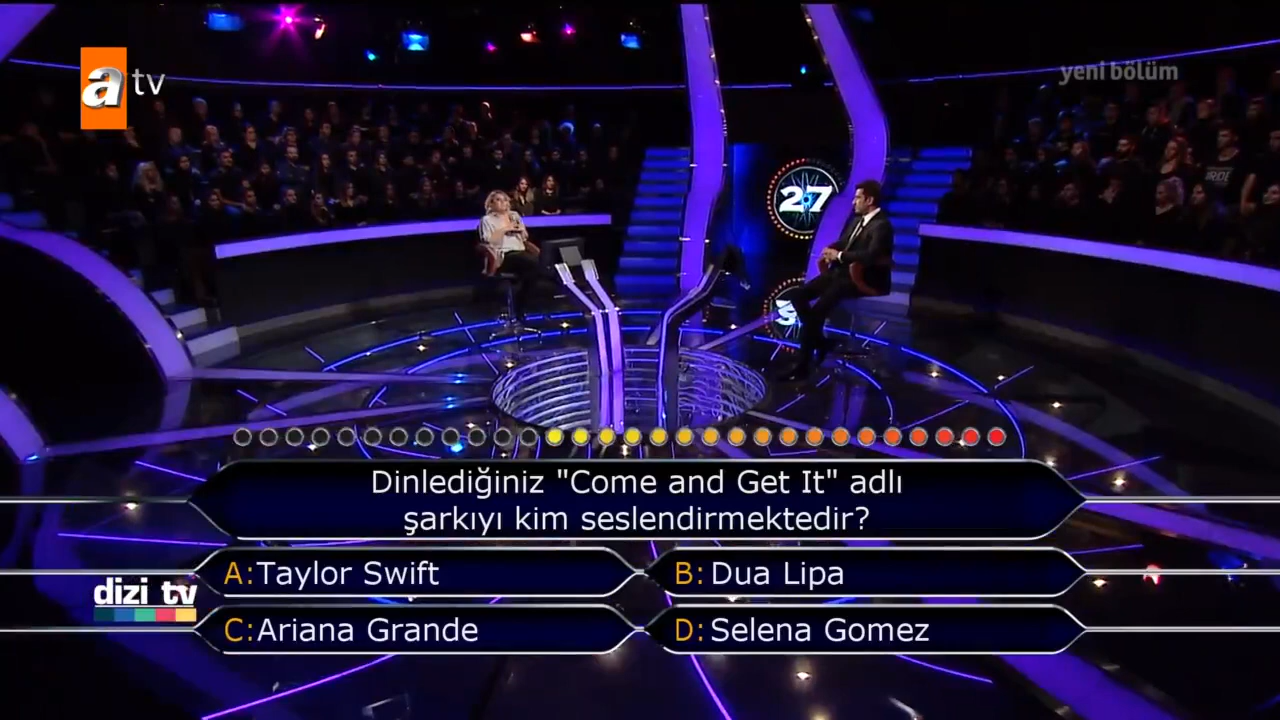 atv
yeni bölüm
27
Dinlediğiniz "Come and Get It" adlı
şarkıyı kim seslendirmektedir?
A:Taylor Swift
B: Dua Lipa
C:Ariana Grande
D:Selena Gomez
dizi tv